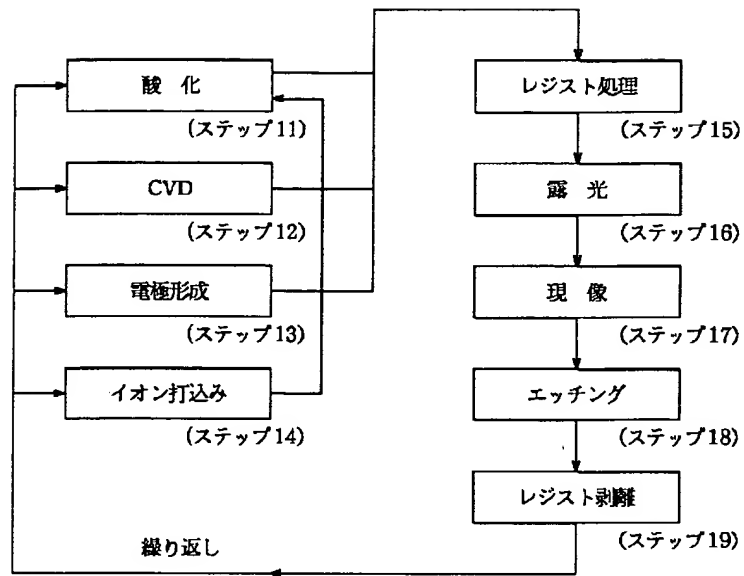 酸 化
(ステップ11)
CVD
(ステップ12)
電極形成
(ステップ13)
イオン打込み
(ステップ14)
レジスト処理
(ステップ15)
露 光
(ステップ16)
現 像
(ステップ17)
エッチング
(ステップ18)
レジスト剥離
(ステップ19)
繰り返し